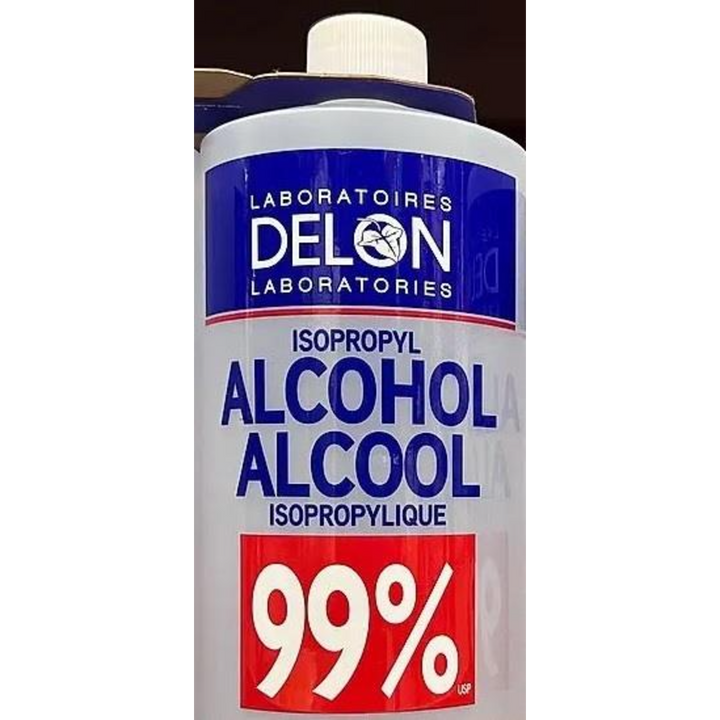 LABORATOIRES
DELON
LABORATORIES
ISOPROPYL
ALCOHOL
ALCOOL
ISOPROPYLIQUE
99%
USP